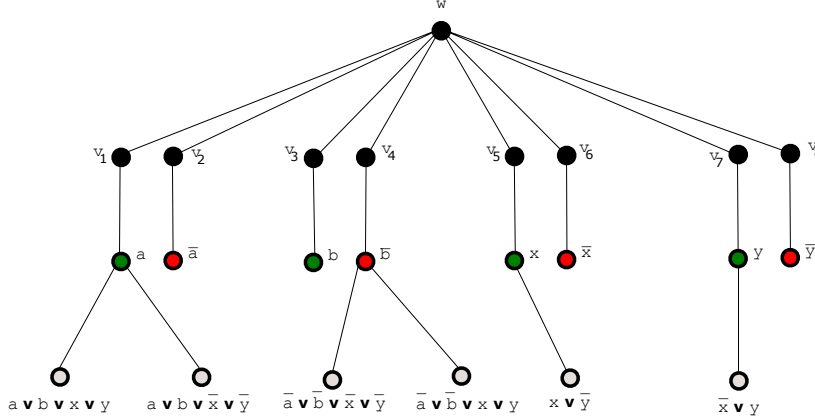 w
v1 v2 v3 v4 v5 v6 v7 v
a a̅ b b̅ x x̅ y y̅
a v b v x v y
a v b v x̅ v y̅
a̅ v b̅ v x̅ v y̅
a̅ v b̅ v x v y
x v y̅
x̅ v y